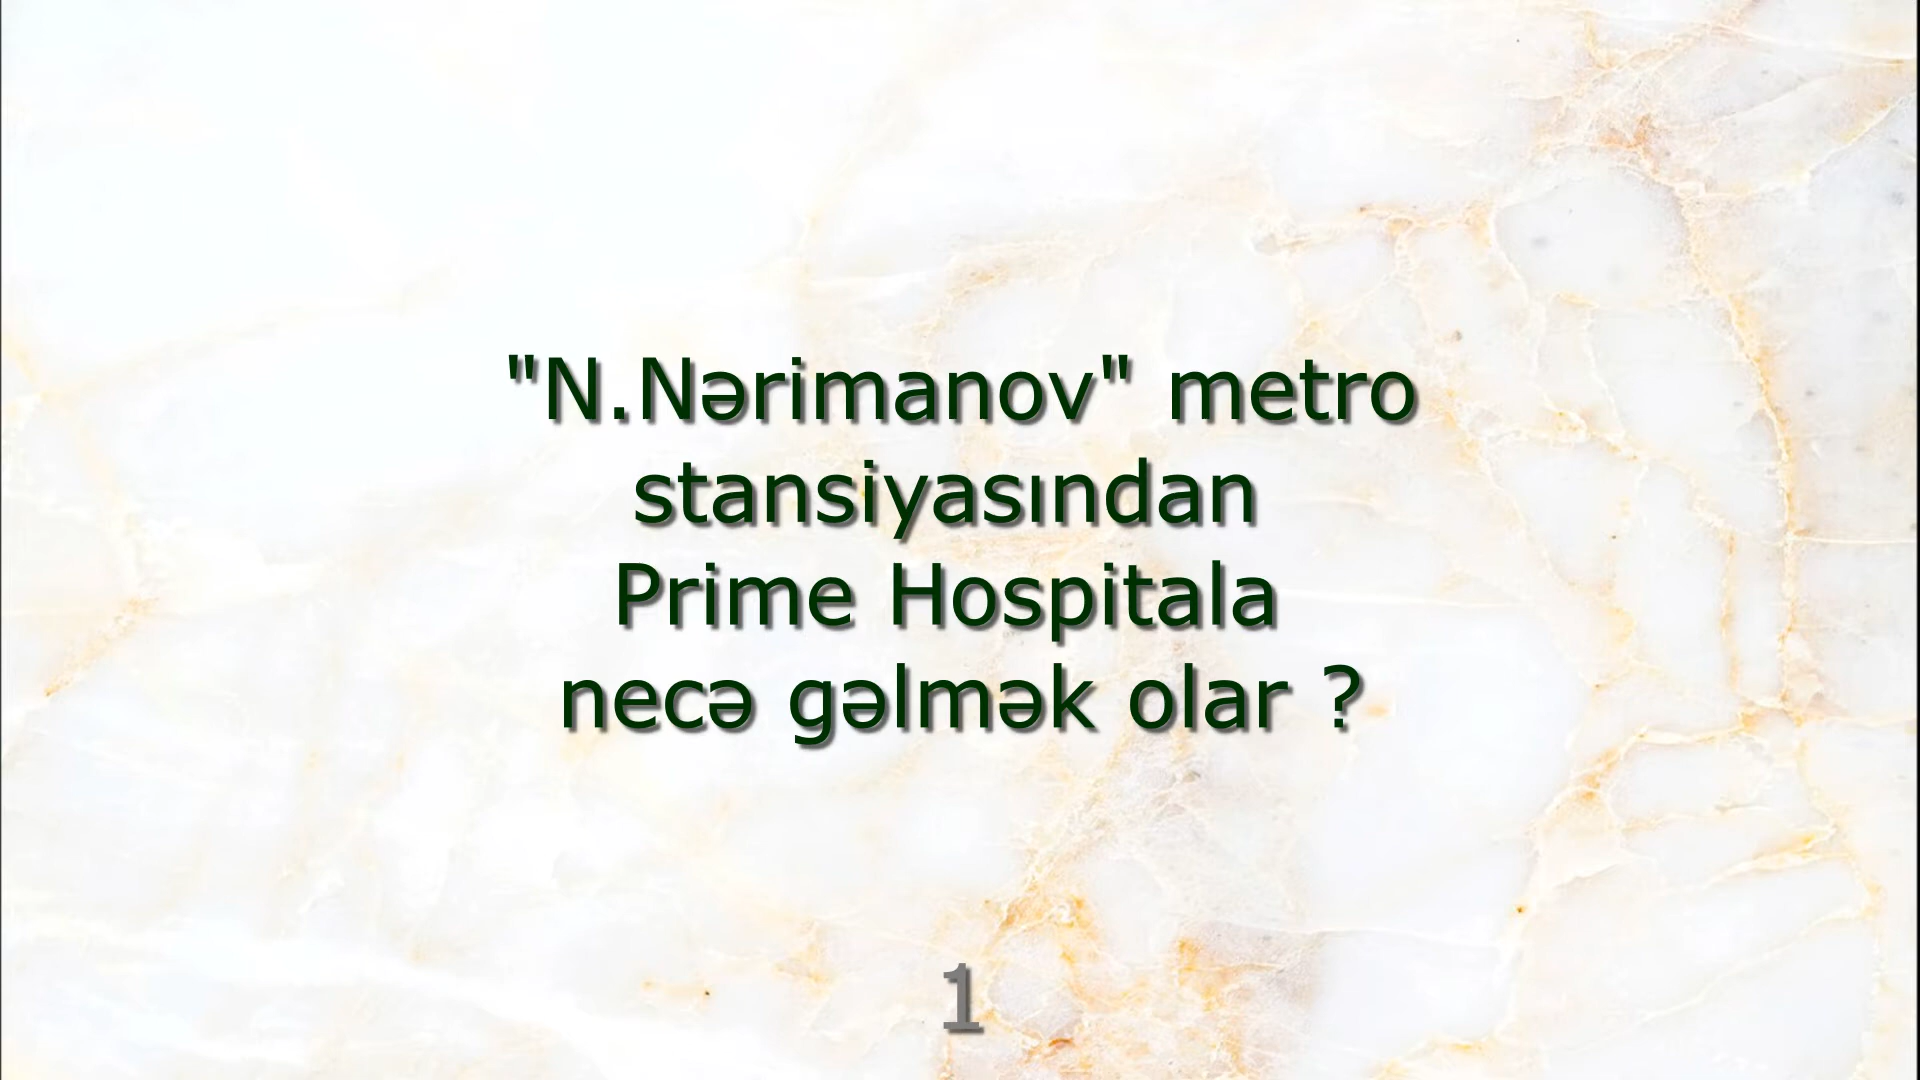 "N.Nərimanov" metro
stansiyasından
Prime Hospitala
necə gəlmək olar ?
1